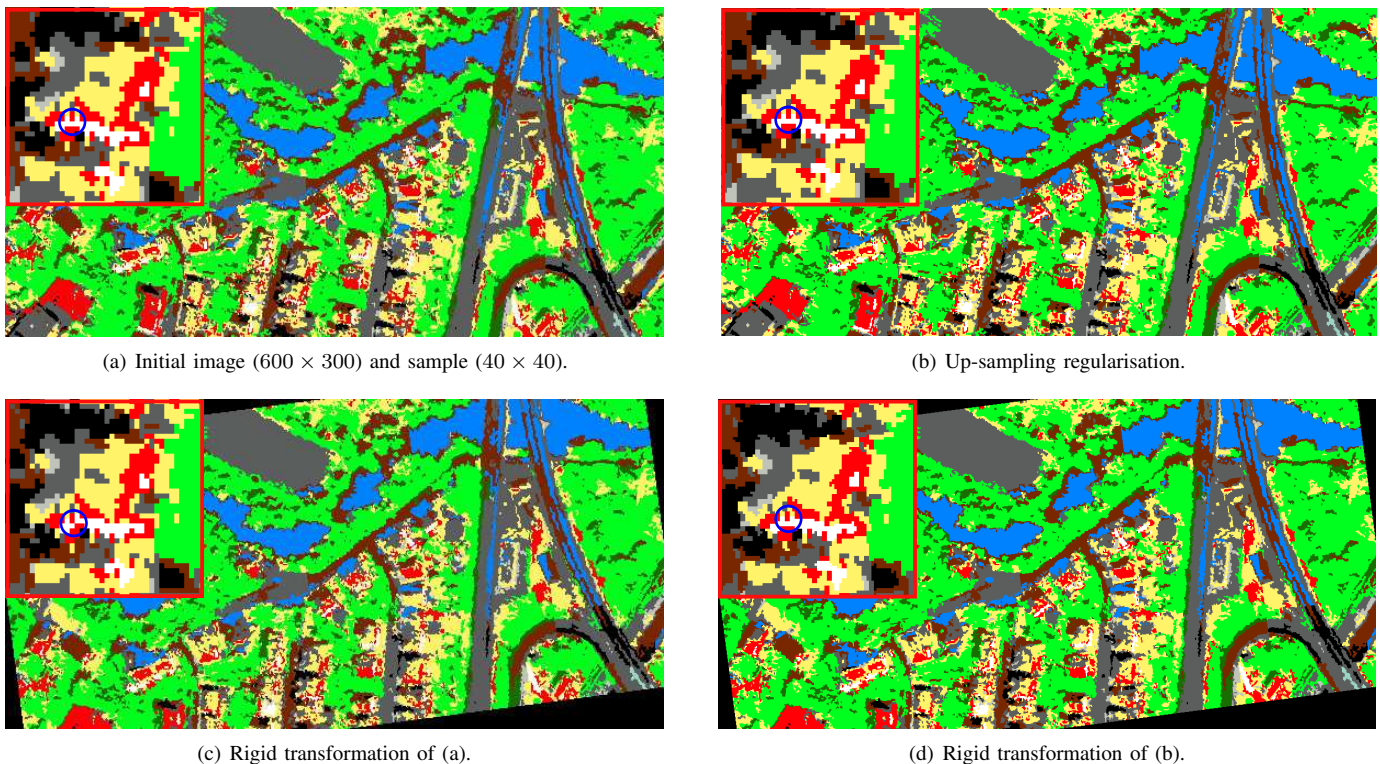 (a) Initial image (600 × 300) and sample (40 × 40).
(b) Up-sampling regularisation.
(c) Rigid transformation of (a).
(d) Rigid transformation of (b).